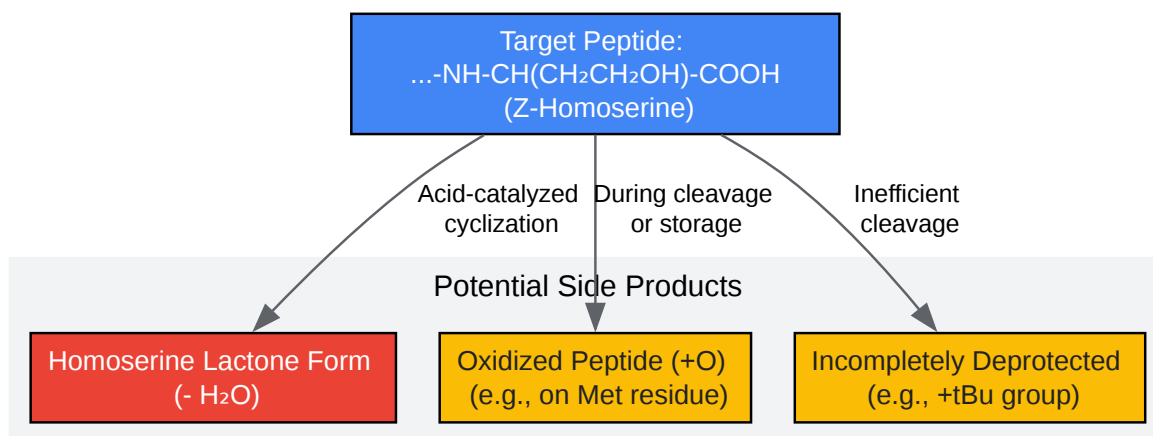 Target Peptide:
...-NH-CH(CH₂CH₂OH)-COOH
(Z-Homoserine)
Acid-catalyzed
cyclization
During cleavage
or storage
Inefficient
cleavage
Potential Side Products
Homoserine Lactone Form
(- H₂O)
Oxidized Peptide (+O)
(e.g., on Met residue)
Incompletely Deprotected
(e.g., +tBu group)